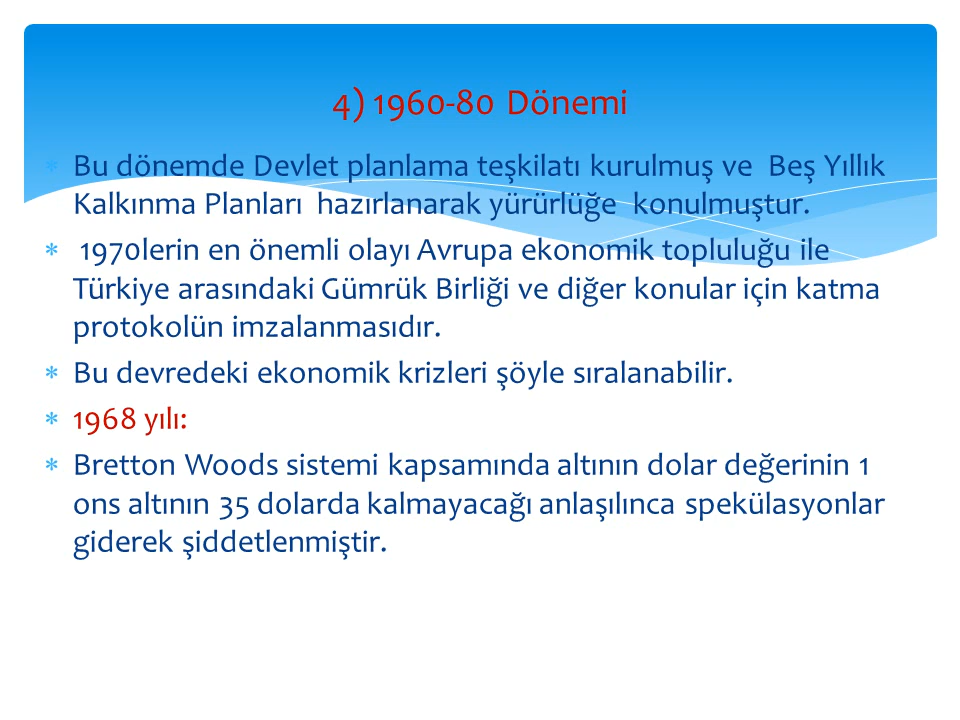 4) 1960-80 Dönemi
Bu dönemde Devlet planlama teşkilatı kurulmuş ve Beş Yıllık
Kalkınma Planları hazırlanarak yürürlüğe konulmuştur.
1970lerin en önemli olayı Avrupa ekonomik topluluğu ile
Türkiye arasındaki Gümrük Birliği ve diğer konular için katma
protokolün imzalanmasıdır.
Bu devredeki ekonomik krizleri şöyle sıralanabilir.
1968 yılı:
Bretton Woods sistemi kapsamında altının dolar değerinin 1
ons altının 35 dolarda kalmayacağı anlaşılınca spekülasyonlar
giderek şiddetlenmiştir.